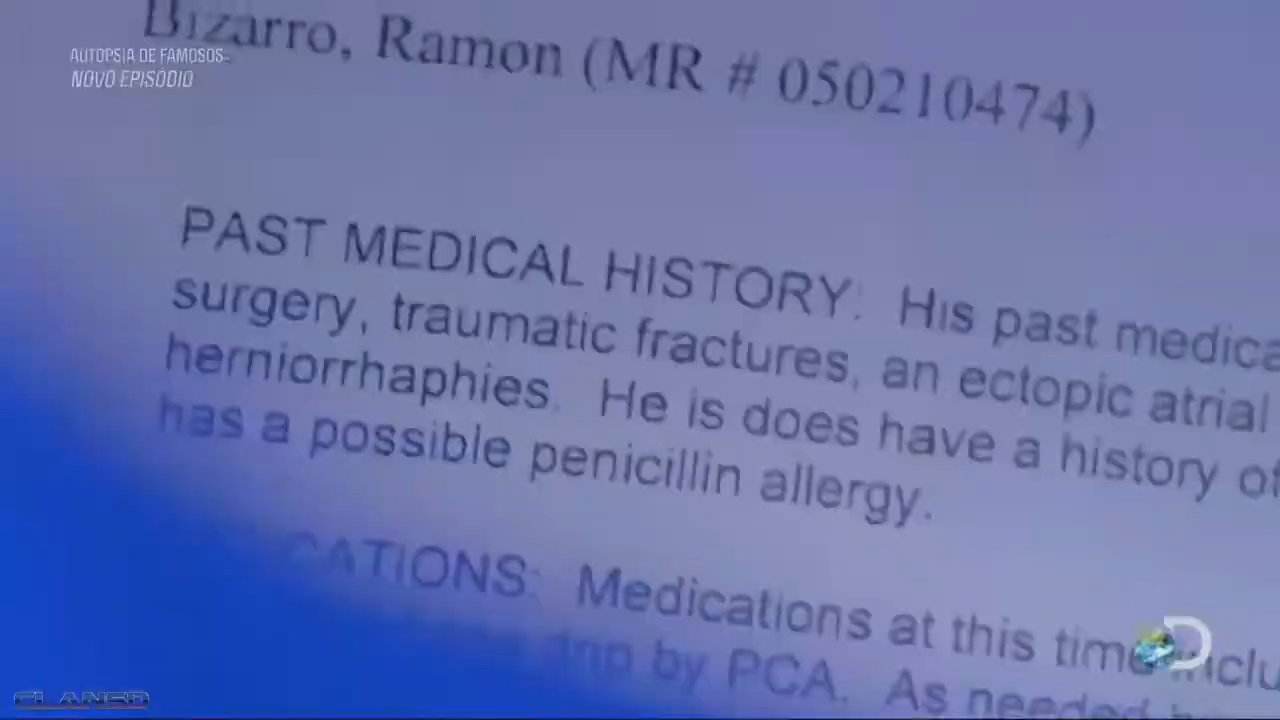 Bizarro, Ramon (MR # 050210474)
AUTOPSIA DE FAMOSOS
NOVO EPISÓDIO
PAST MEDICAL HISTORY: His past medica
surgery, traumatic fractures, an ectopic atrial
herniorrhaphies. He is does have a history of
has a possible penicillin allergy.
CATIONS: Medications at this time inclu
drip by PCA. As needed